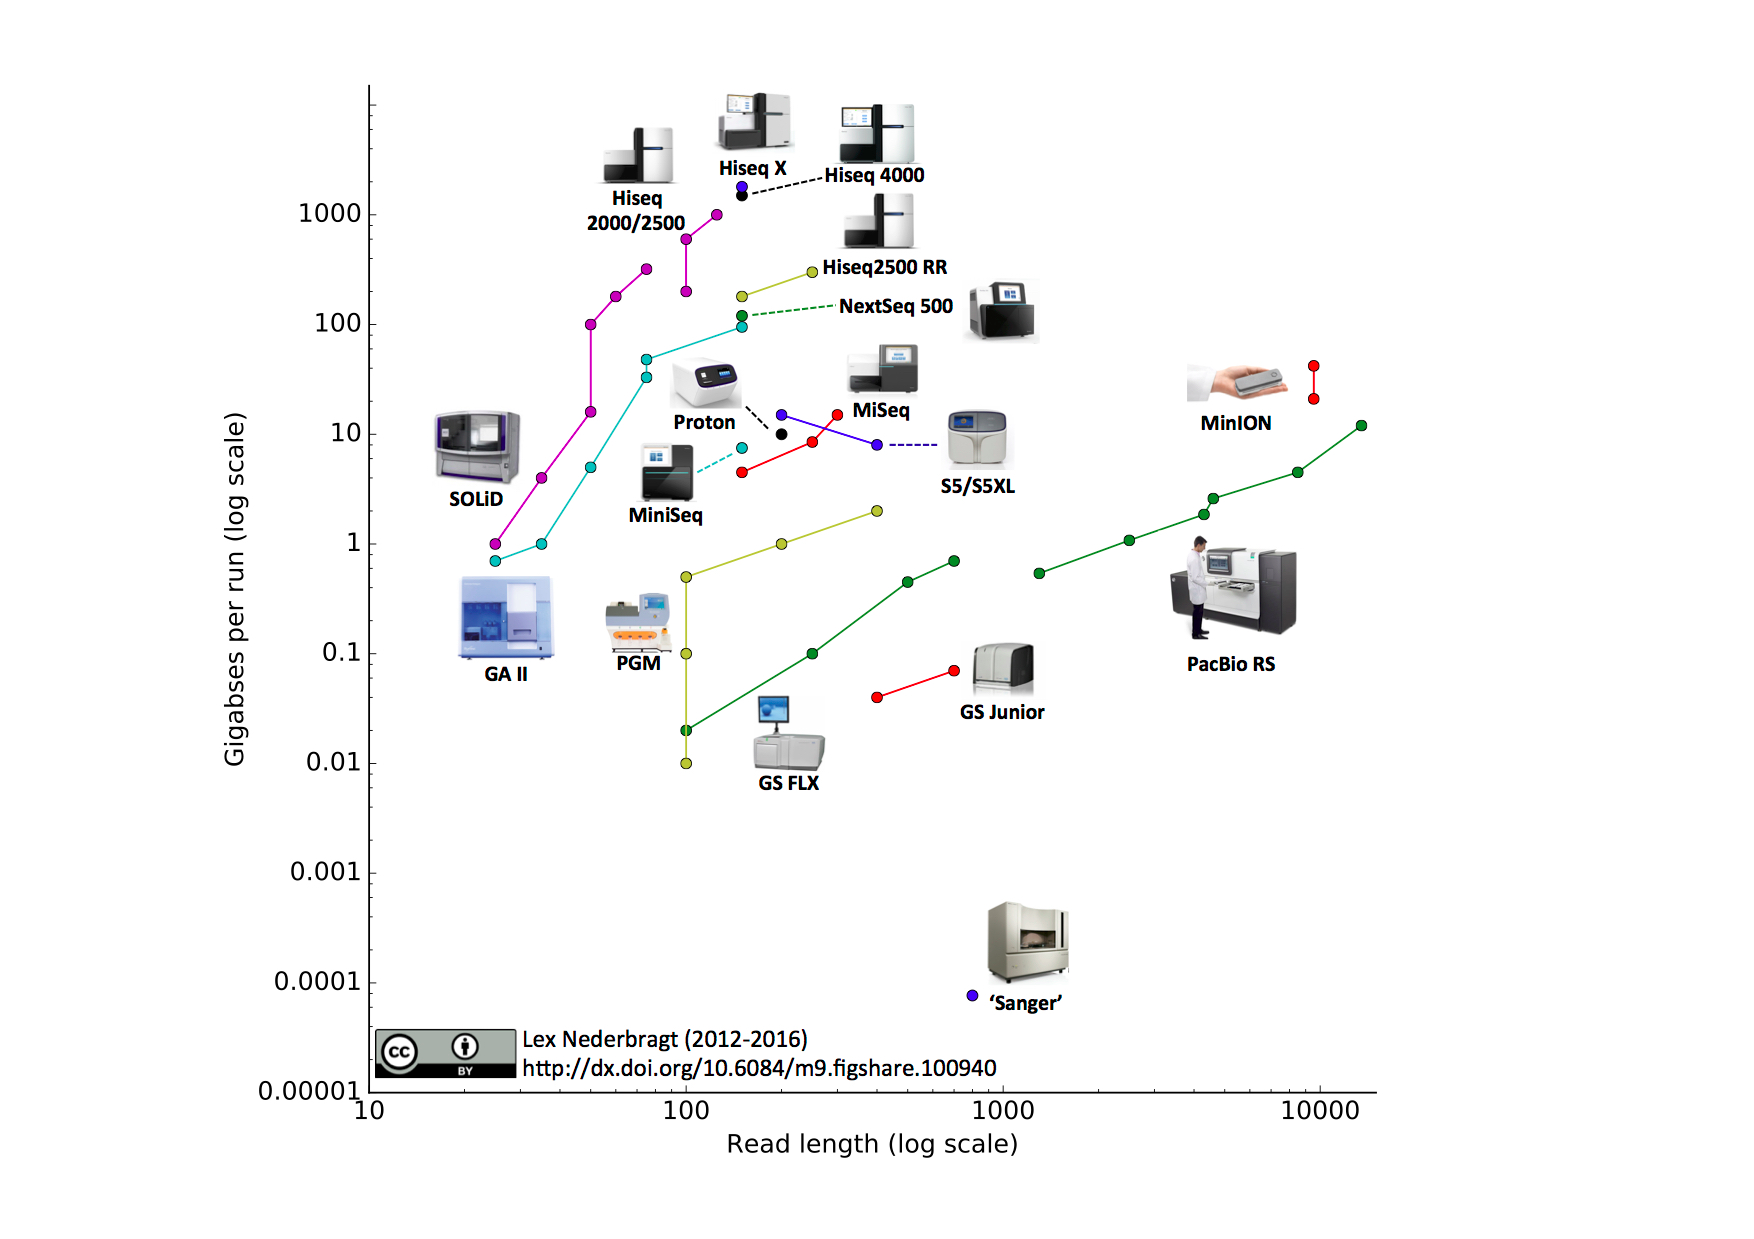 Hiseq X
Hiseq 4000
Hiseq
2000/2500
1000
Hiseq2500 RR
NextSeq 500
100
Proton
MiSeq
MinION
10
SOLiD
MiniSeq
S5/S5XL
1
GA II
PGM
0.1
PacBio RS
GS Junior
0.01
GS FLX
0.001
0.0001
'Sanger'
Gigabses per run (log scale)
cc
BY
Lex Nederbragt (2012-2016)
http://dx.doi.org/10.6084/m9.figshare.100940
0.00001
10
100
1000
10000
Read length (log scale)